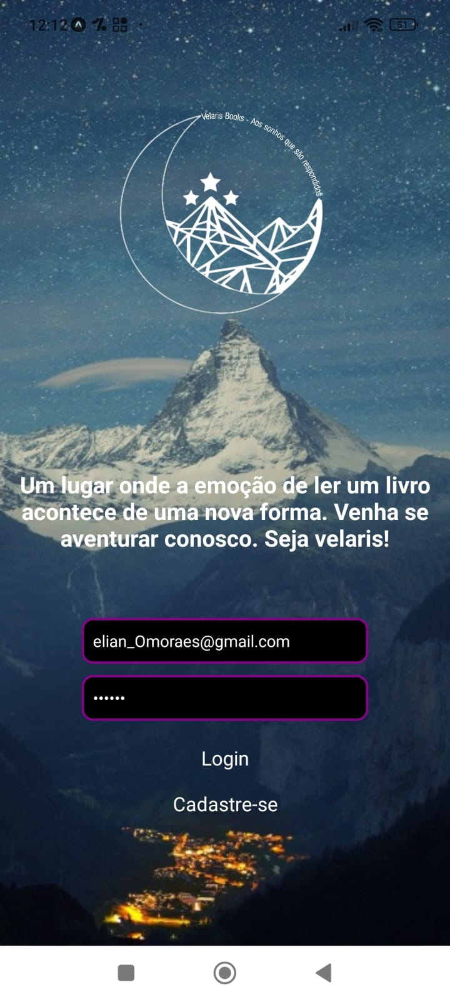 12:12
51
Velaris Books - Aos sonhos que são respondidos
Um lugar onde a emoção de ler um livro
acontece de uma nova forma. Venha se
aventurar conosco. Seja velaris!
elian_0moraes@gmail.com
••••••
Login
Cadastre-se